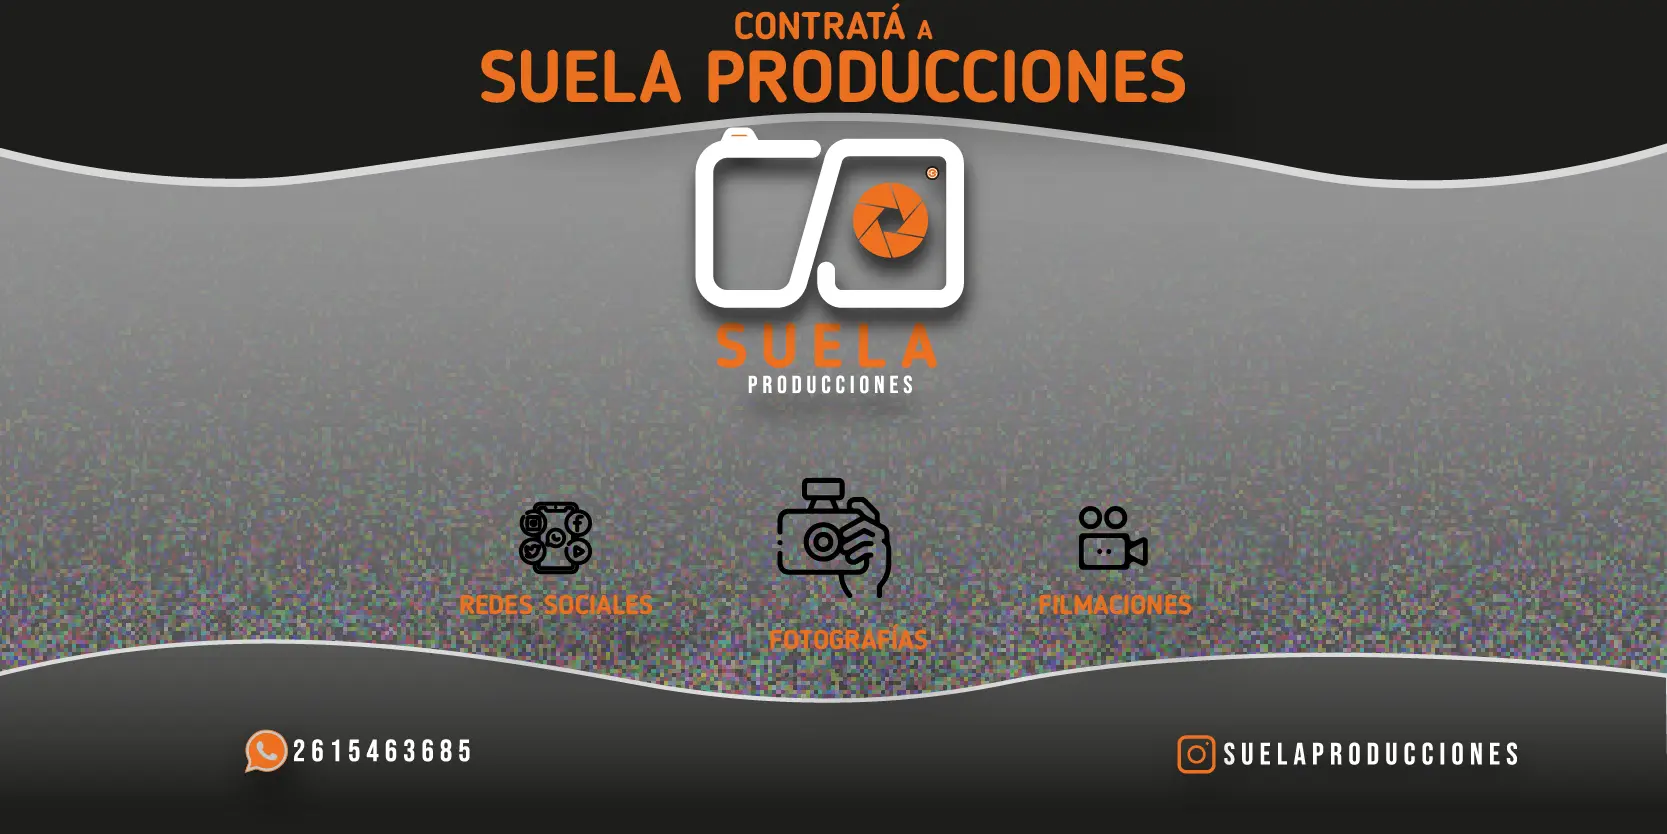 CONTRATÁ A
SUELA PRODUCCIONES
SUELA
PRODUCCIONES
REDES SOCIALES
FOTOGRAFÍAS
FILMACIONES
2615463685
SUELAPRODUCCIONES